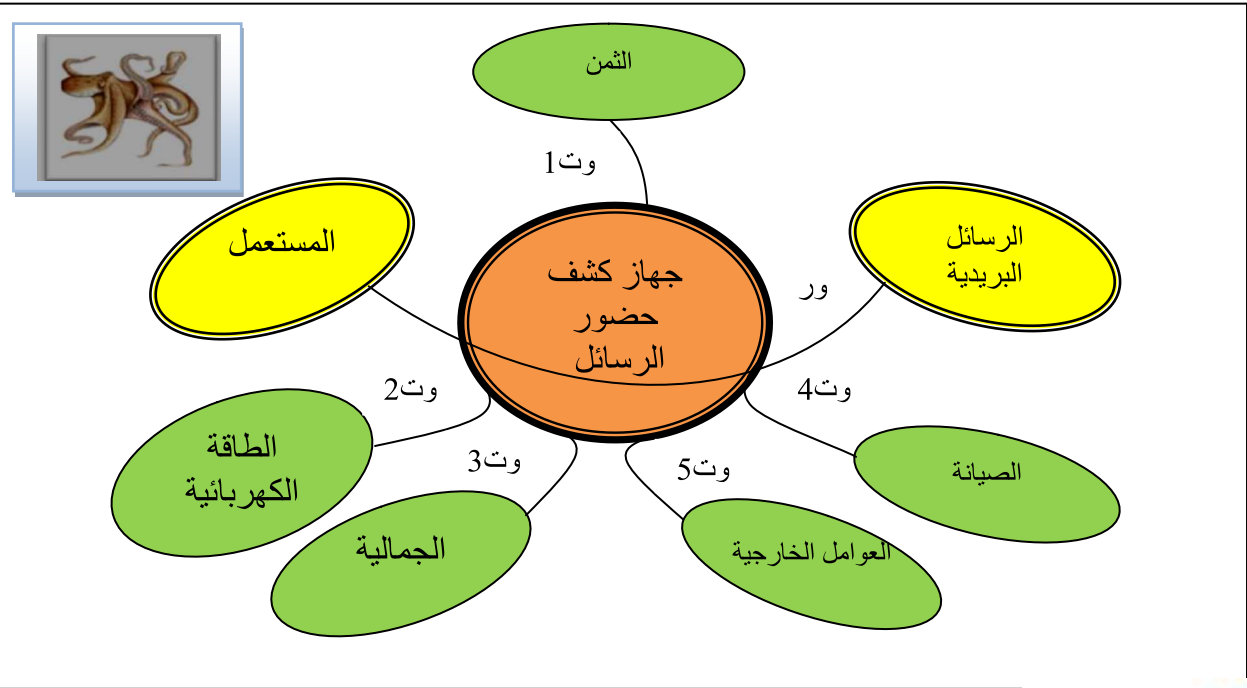 الثمن
وت1
المستعمل
جهاز كشف
حضور
الرسائل
ور
الرسائل
البريدية
وت2
وت4
الطاقة
الكهربائية
وت3
وت5
الصيانة
الجمالية
العوامل الخارجية